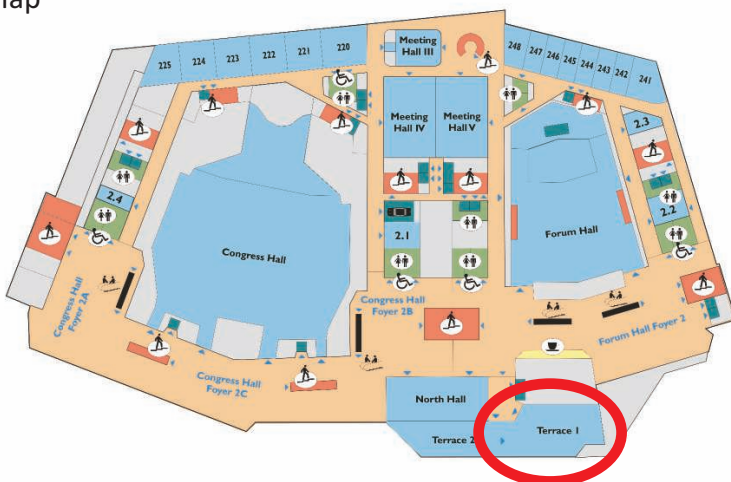 Meeting
Hall III
225
224
223
222
221
220
248
247
246
245
244
243
242
241
Meeting
Hall IV
Meeting
Hall V
2.3
2.4
2.1
2.2
Congress Hall
Forum Hall
Congress Hall
Foyer 2A
Congress Hall
Foyer 2B
Congress Hall
Foyer 2C
Forum Hall Foyer 2
North Hall
Terrace 2
Terrace 1